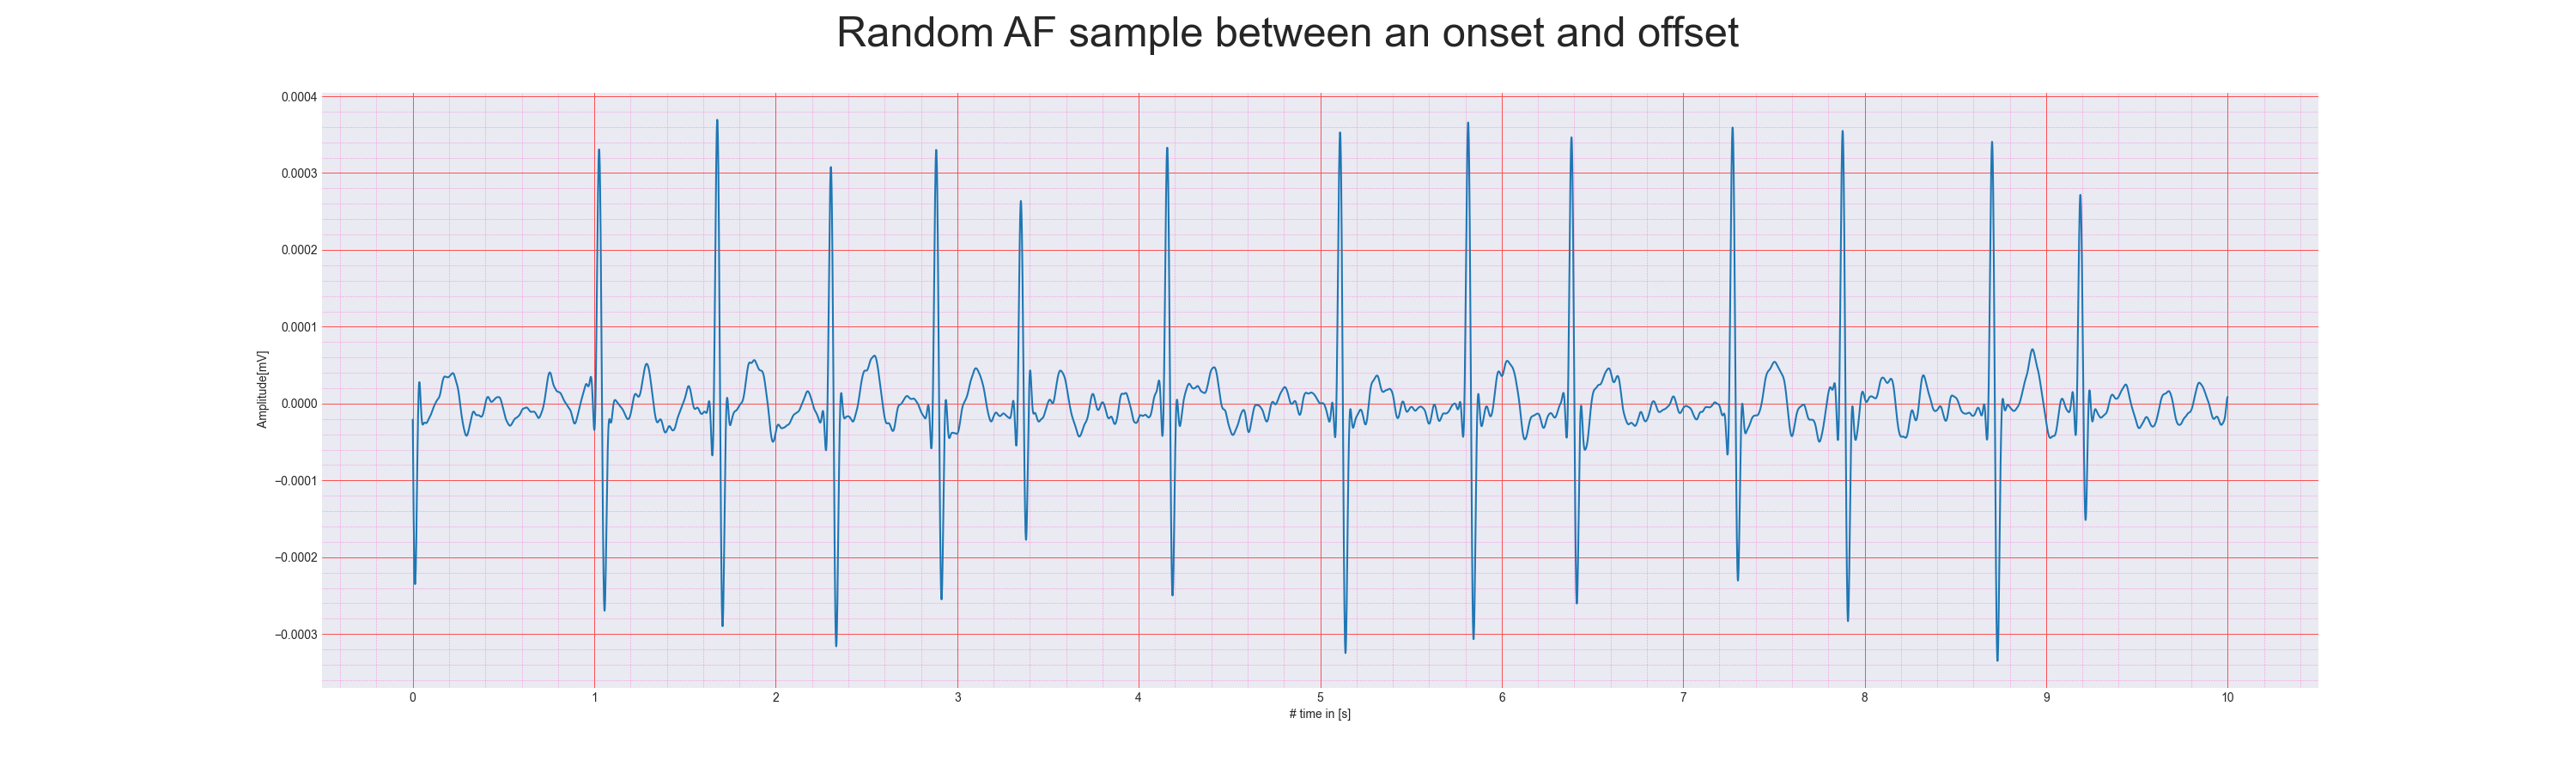 Random AF sample between an onset and offset
0.0004
0.0003
0.0002
0.0001
0.0000
−0.0001
−0.0002
−0.0003
Amplitude[mV]
0 1 2 3 4 5 6 7 8 9 10
# time in [s]